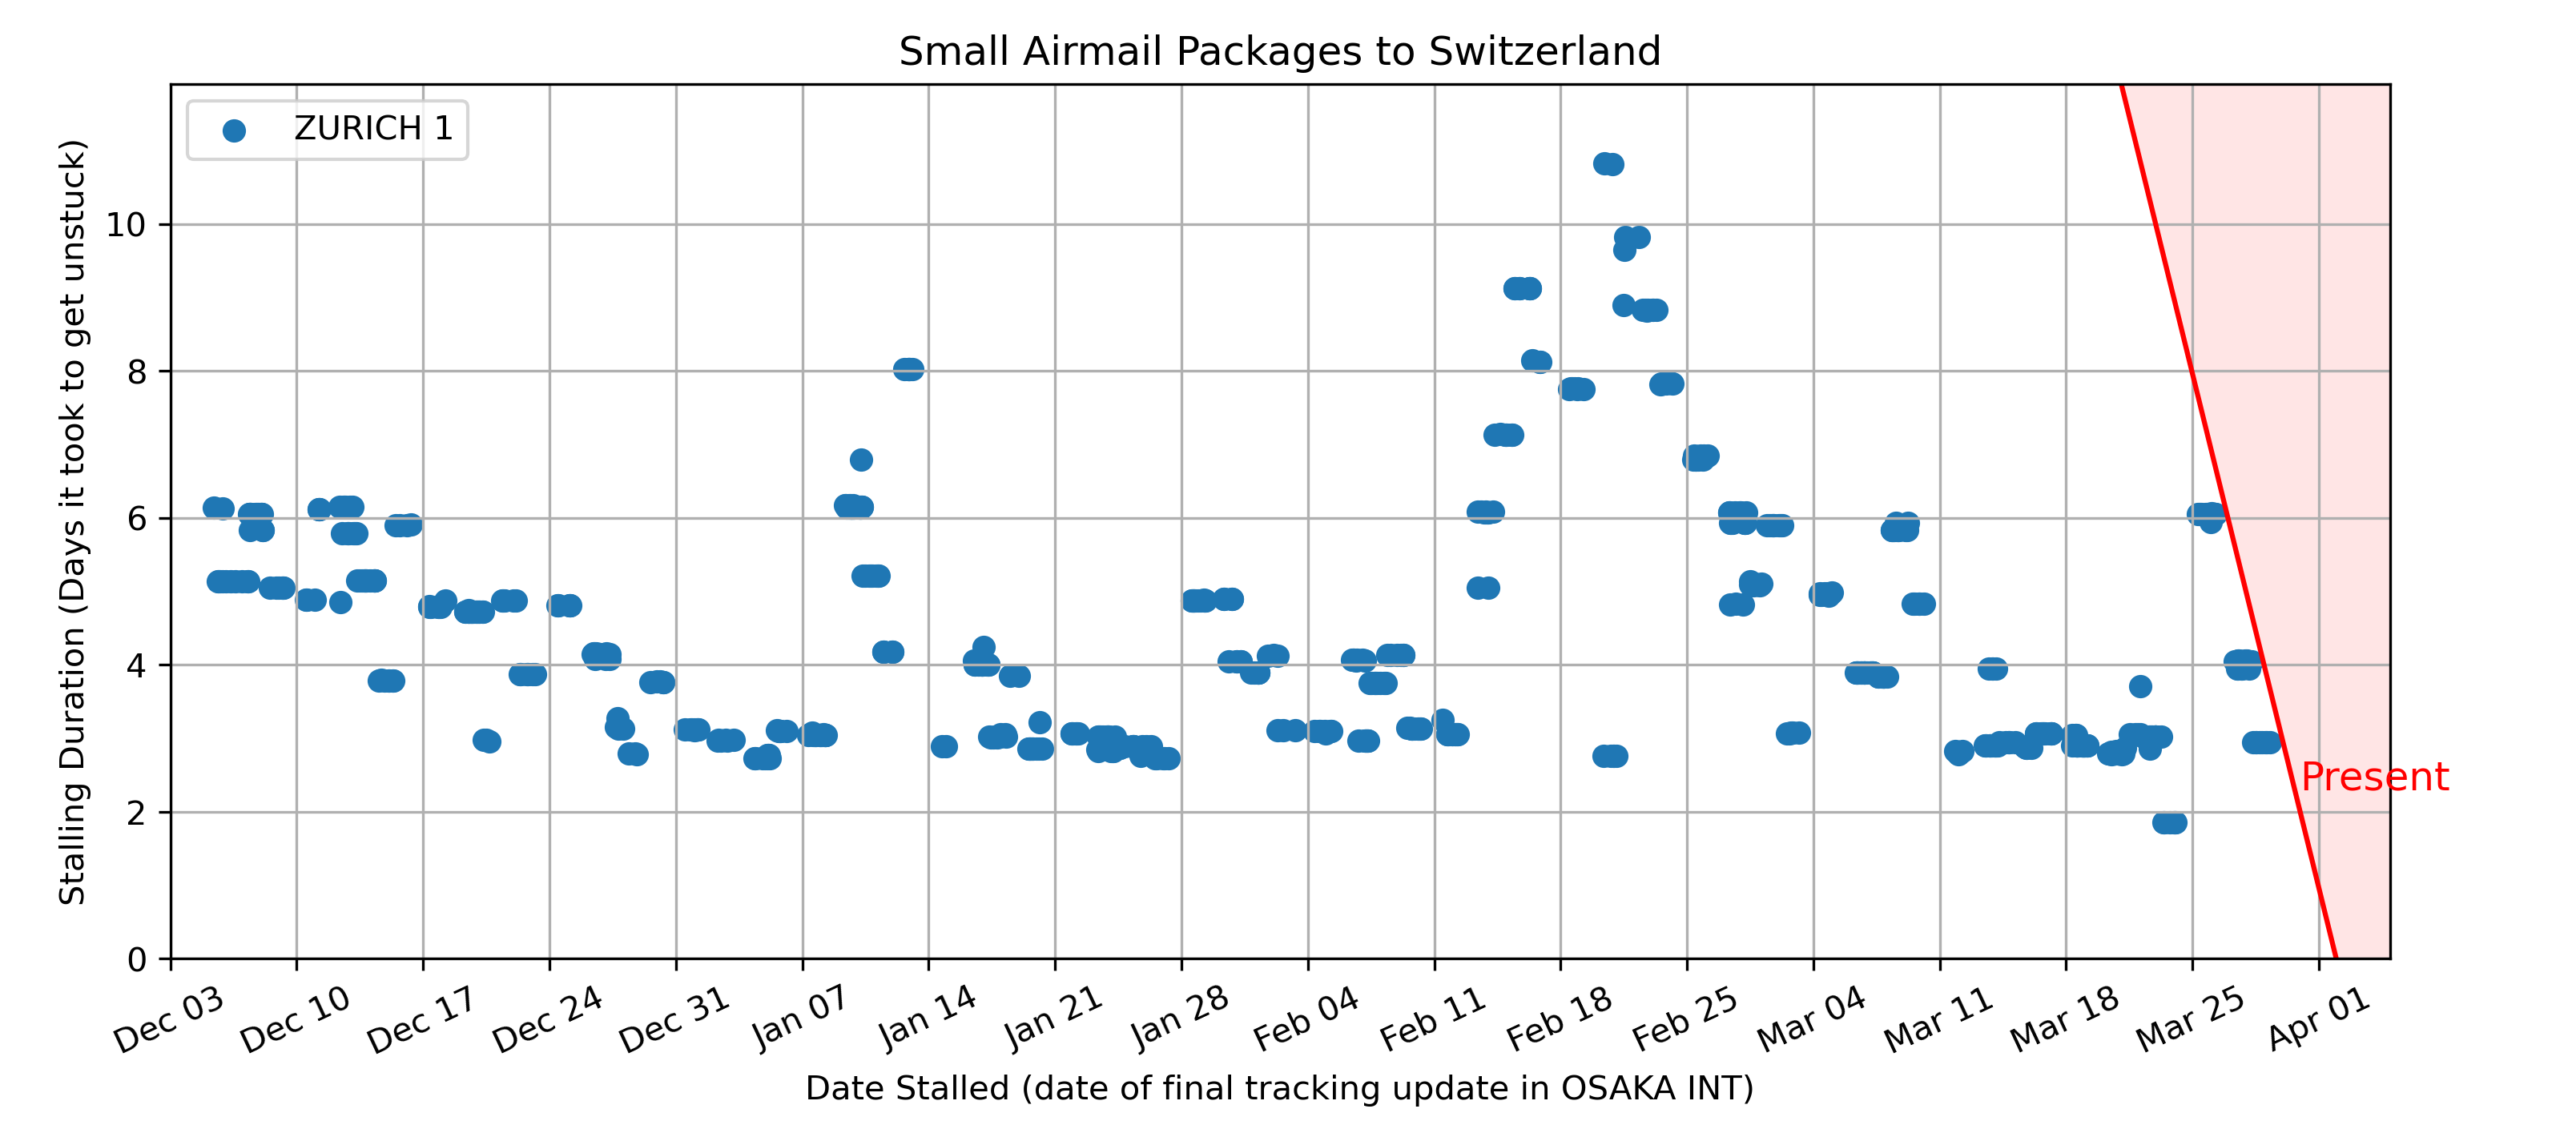 Small Airmail Packages to Switzerland
ZURICH 1
Stalling Duration (Days it took to get unstuck)
10
8
6
4
2
0
Present
Dec 03
Dec 10
Dec 17
Dec 24
Dec 31
Jan 07
Jan 14
Jan 21
Jan 28
Feb 04
Feb 11
Feb 18
Feb 25
Mar 04
Mar 11
Mar 18
Mar 25
Apr 01
Date Stalled (date of final tracking update in OSAKA INT)